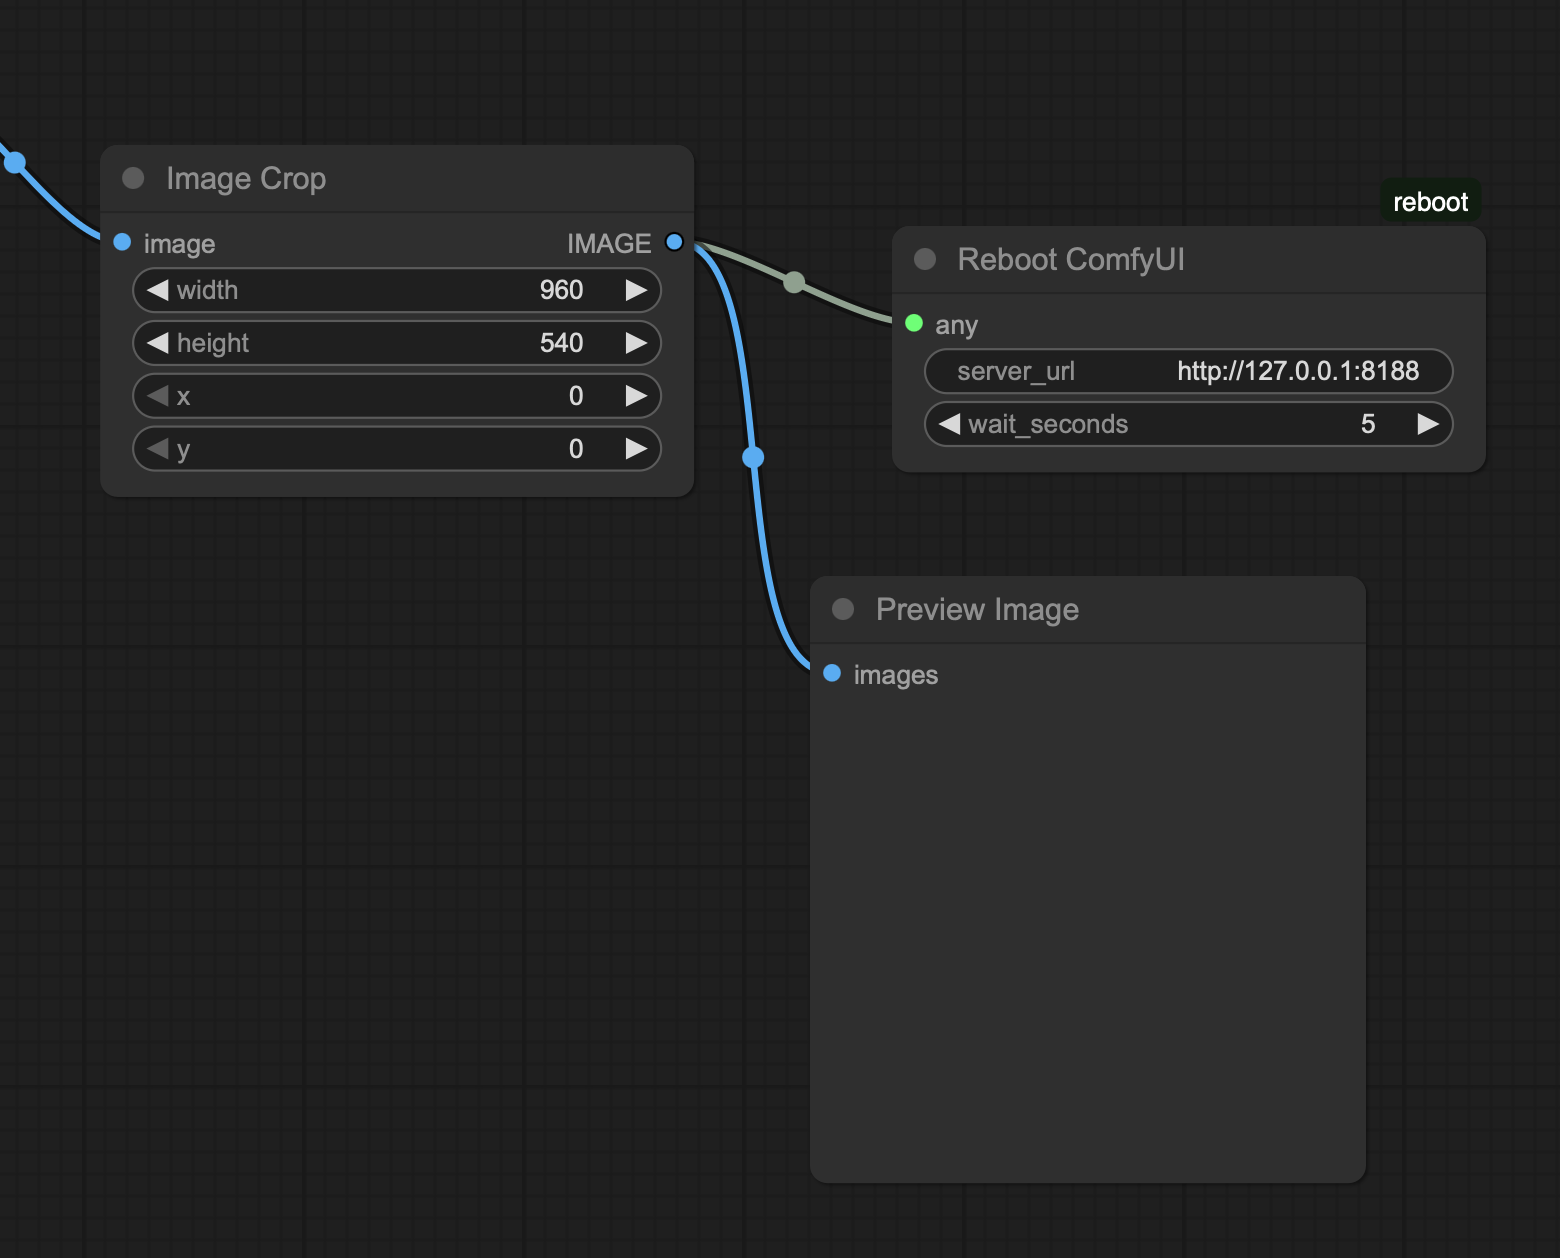 Image Crop
image IMAGE
width 960
height 540
x 0
y 0
reboot
Reboot ComfyUI
any
server_url http://127.0.0.1:8188
wait_seconds 5
Preview Image
images